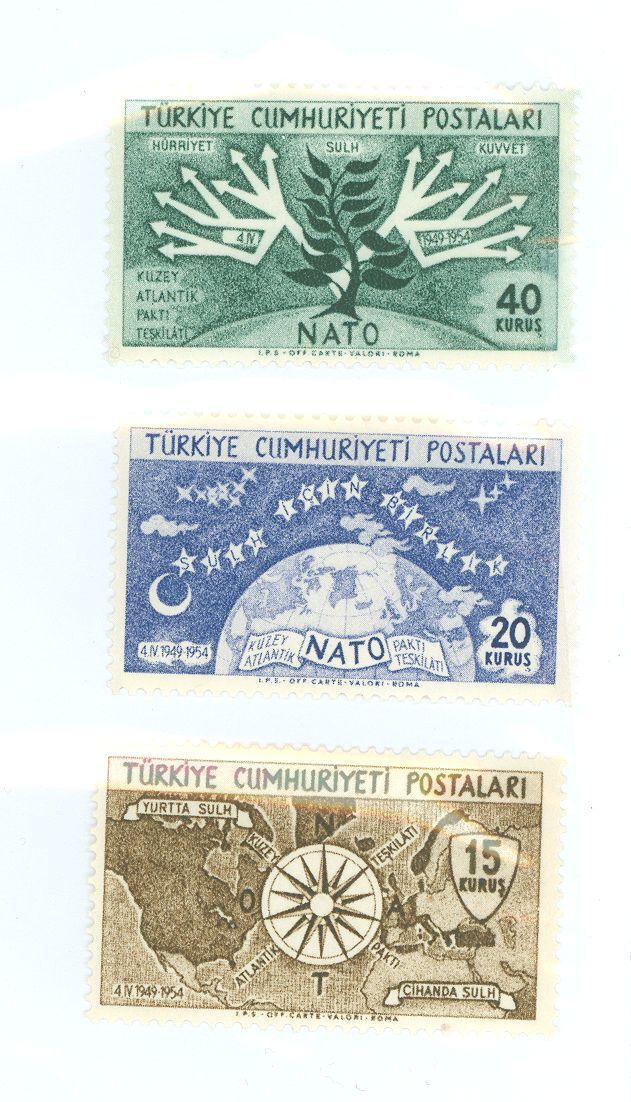 TÜRKİYE CUMHURİYETİ POSTALARI
HÜRRİYET SULH KUVVET
4 IV 1949-1954
KUZEY
ATLANTİK
PAKTI
TEŞKİLÂTI
NATO
40
KURUŞ
I.P.S - OFF. CARTE - VALORI - ROMA
TÜRKİYE CUMHURİYETİ POSTALARI
SULH İÇİN BİRLİK
4 IV 1949-1954
KUZEY
ATLANTİK
NATO
PAKTI
TEŞKİLÂTI
20
KURUŞ
I.P.S - OFF. CARTE - VALORI - ROMA
TÜRKİYE CUMHURİYETİ POSTALARI
YURTTA SULH
KUZEY N TEŞKİLÂTI
15
KURUŞ
O A
ATLANTİK T PAKTI
4 IV 1949-1954
CİHANDA SULH
I.P.S - OFF. CARTE - VALORI - ROMA